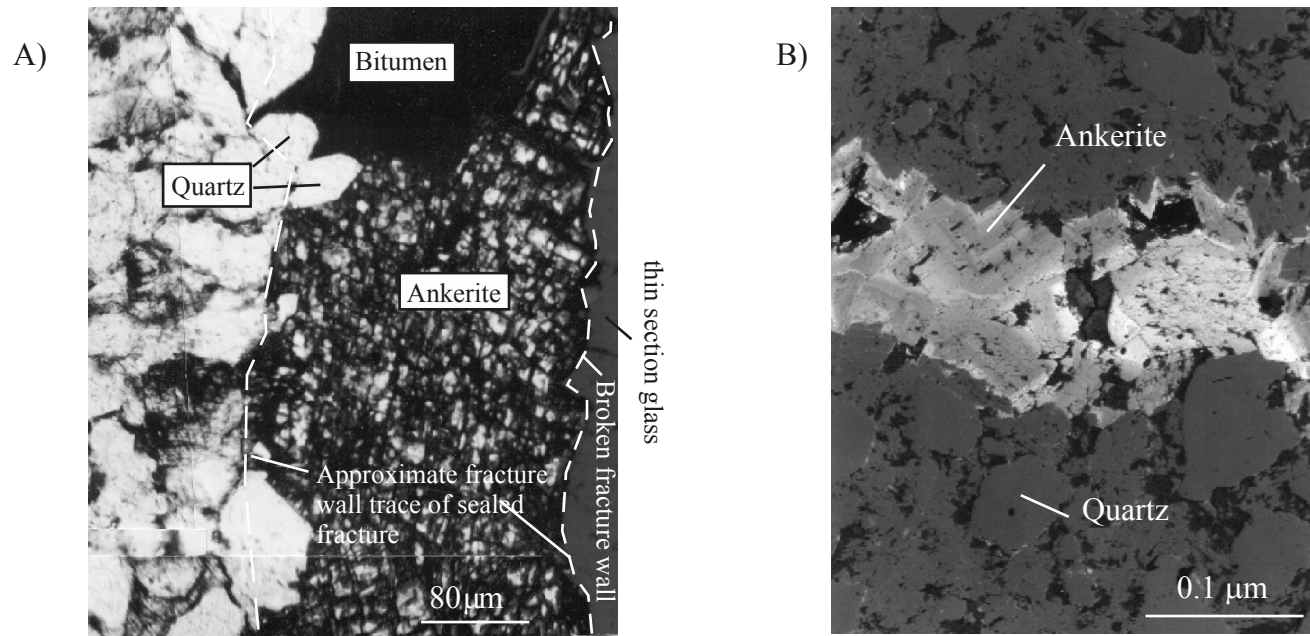 A)
Bitumen
Quartz
Ankerite
thin section glass
Broken fracture wall
Approximate fracture
wall trace of sealed
fracture
80 µm
B)
Ankerite
Quartz
0.1 µm